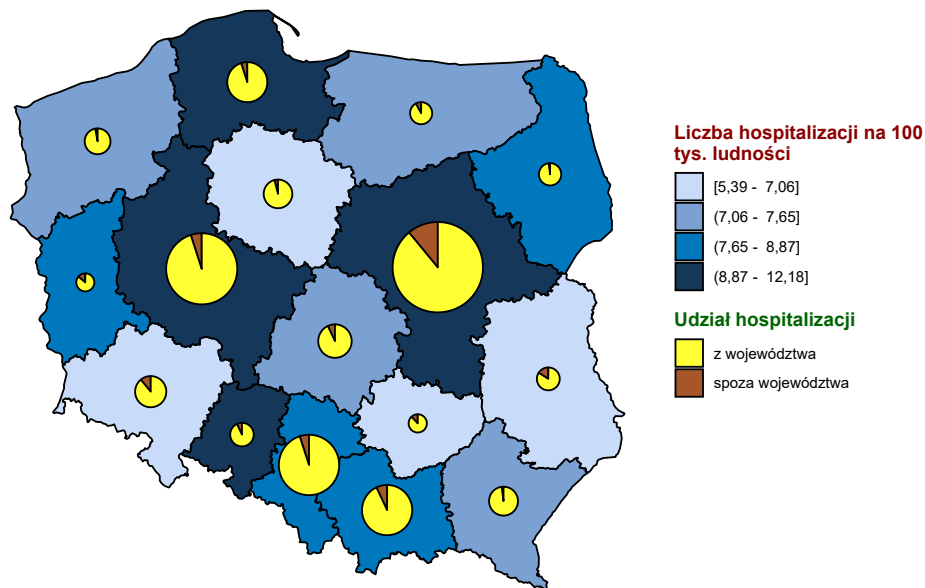 Liczba hospitalizacji na 100
tys. ludności
[5,39 - 7,06]
(7,06 - 7,65]
(7,65 - 8,87]
(8,87 - 12,18]
Udział hospitalizacji
z województwa
spoza województwa